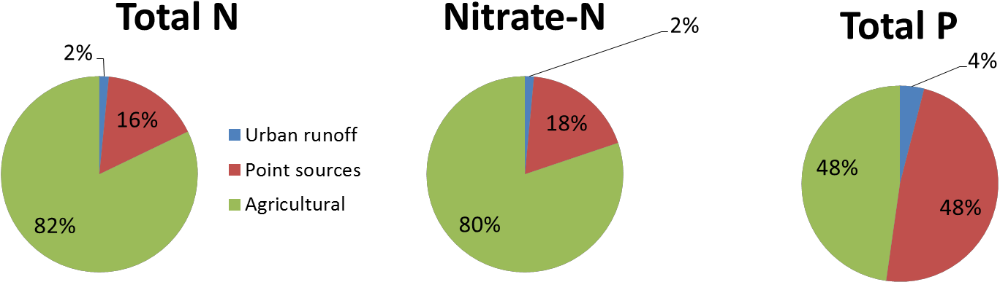 Total N
2%
16%
82%
Urban runoff
Point sources
Agricultural
Nitrate-N
2%
18%
80%
Total P
4%
48%
48%